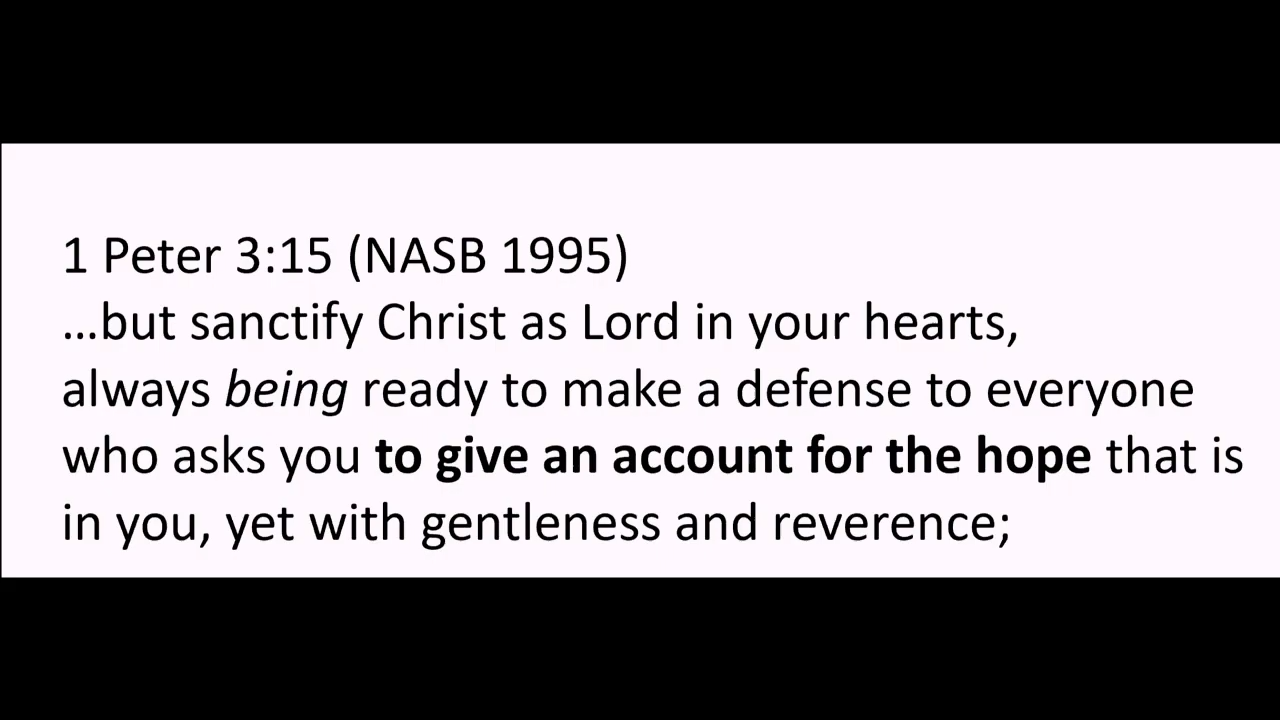 1 Peter 3:15 (NASB 1995)
…but sanctify Christ as Lord in your hearts,
always being ready to make a defense to everyone
who asks you to give an account for the hope that is
in you, yet with gentleness and reverence;